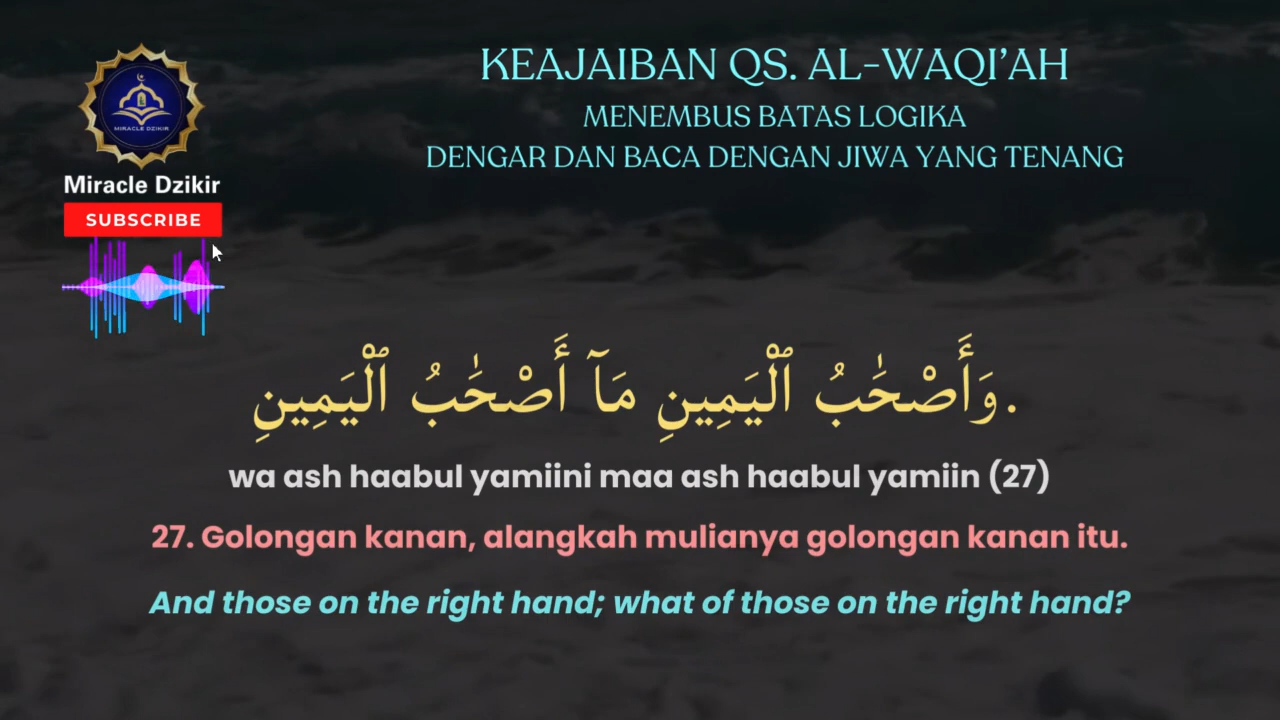 KEAJAIBAN QS. AL-WAQI'AH
MENEMBUS BATAS LOGIKA
DENGAR DAN BACA DENGAN JIWA YANG TENANG
MIRACLE DZIKIR
Miracle Dzikir
SUBSCRIBE
وَأَصْحَٰبُ ٱلْيَمِينِ مَآ أَصْحَٰبُ ٱلْيَمِينِ.
wa ash haabul yamiini maa ash haabul yamiin (27)
27. Golongan kanan, alangkah mulianya golongan kanan itu.
And those on the right hand; what of those on the right hand?